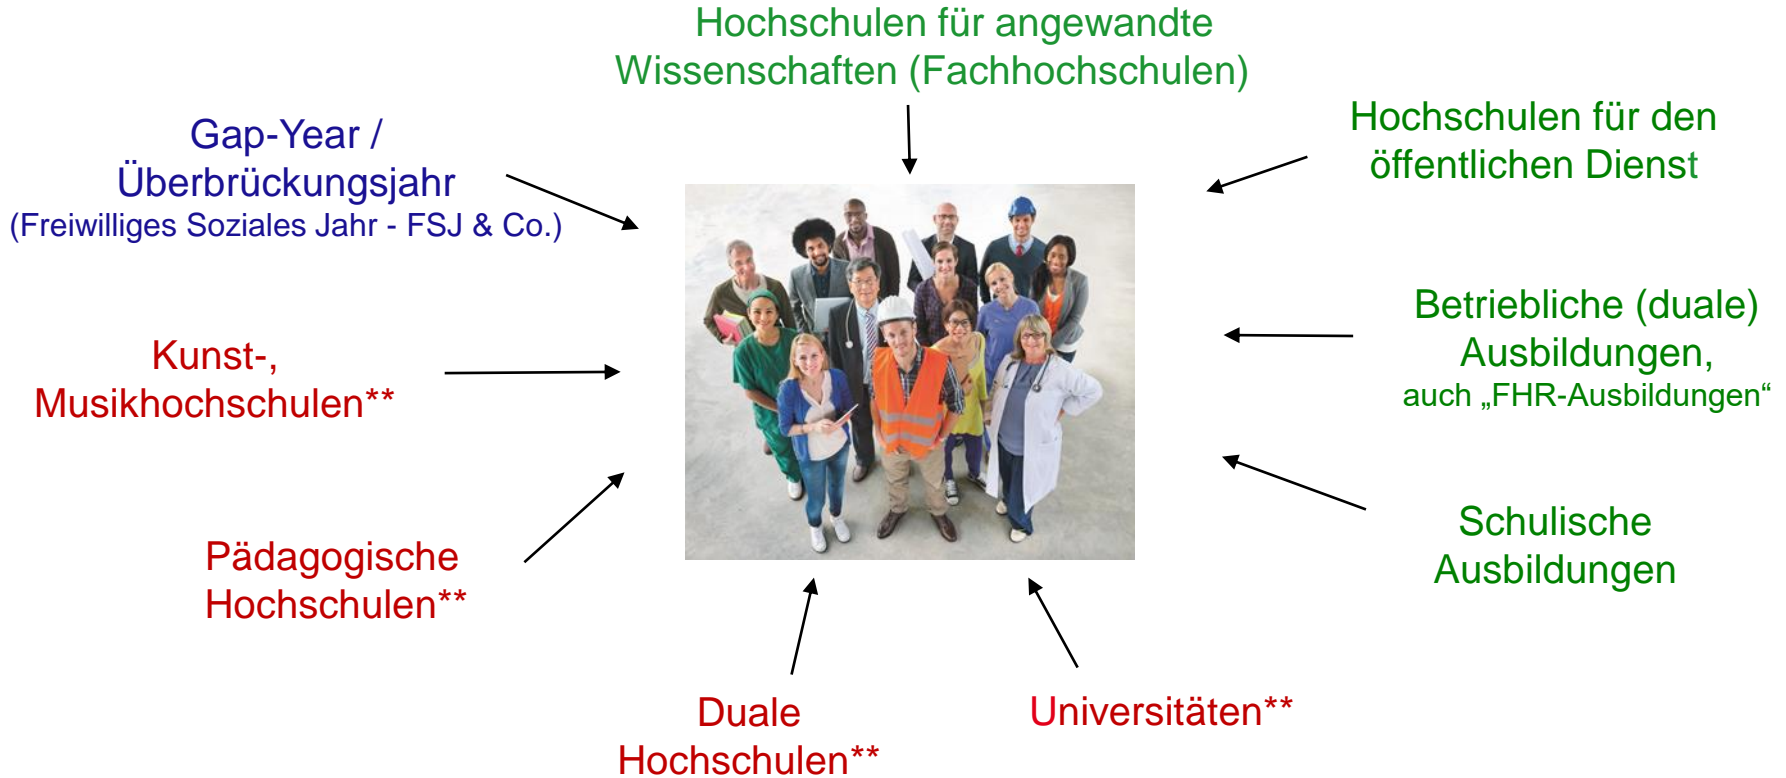 Hochschulen für angewandte
Wissenschaften (Fachhochschulen)
Gap-Year /
Überbrückungsjahr
(Freiwilliges Soziales Jahr - FSJ & Co.)
Hochschulen für den
öffentlichen Dienst
Kunst-,
Musikhochschulen**
Betriebliche (duale)
Ausbildungen,
auch „FHR-Ausbildungen“
Pädagogische
Hochschulen**
Schulische
Ausbildungen
Duale
Hochschulen**
Universitäten**